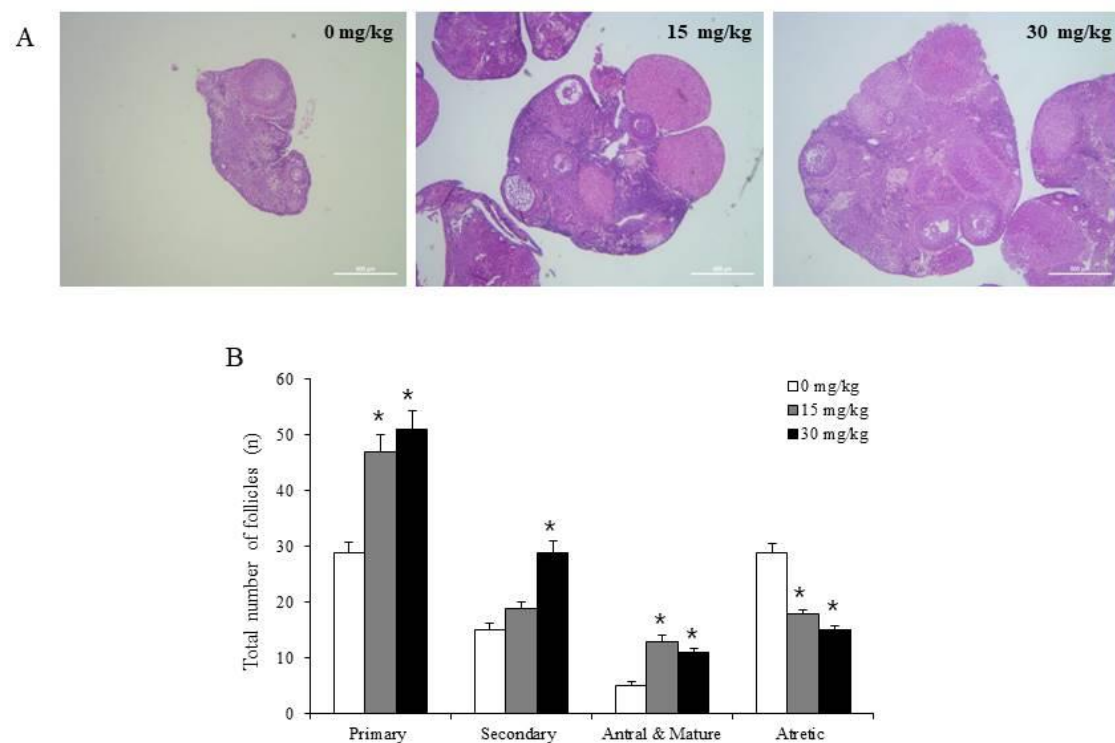 A
0 mg/kg
15 mg/kg
30 mg/kg
B
Total number of follicles (n)
60
50
40
30
20
10
0
* *
*
* *
* *
0 mg/kg
15 mg/kg
30 mg/kg
Primary Secondary Antral & Mature Atretic